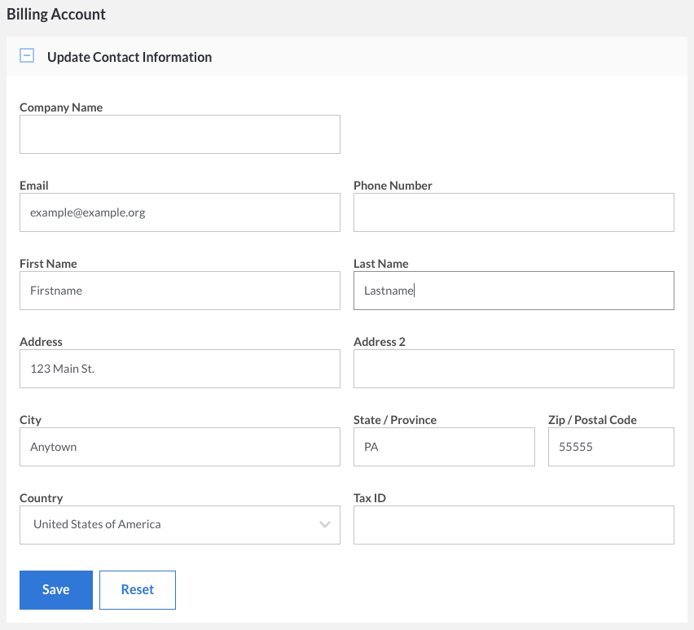 Billing Account
Update Contact Information
Company Name
Email Phone Number
example@example.org
First Name Last Name
Firstname Lastname
Address Address 2
123 Main St.
City State / Province Zip / Postal Code
Anytown PA 55555
Country Tax ID
United States of America
Save Reset